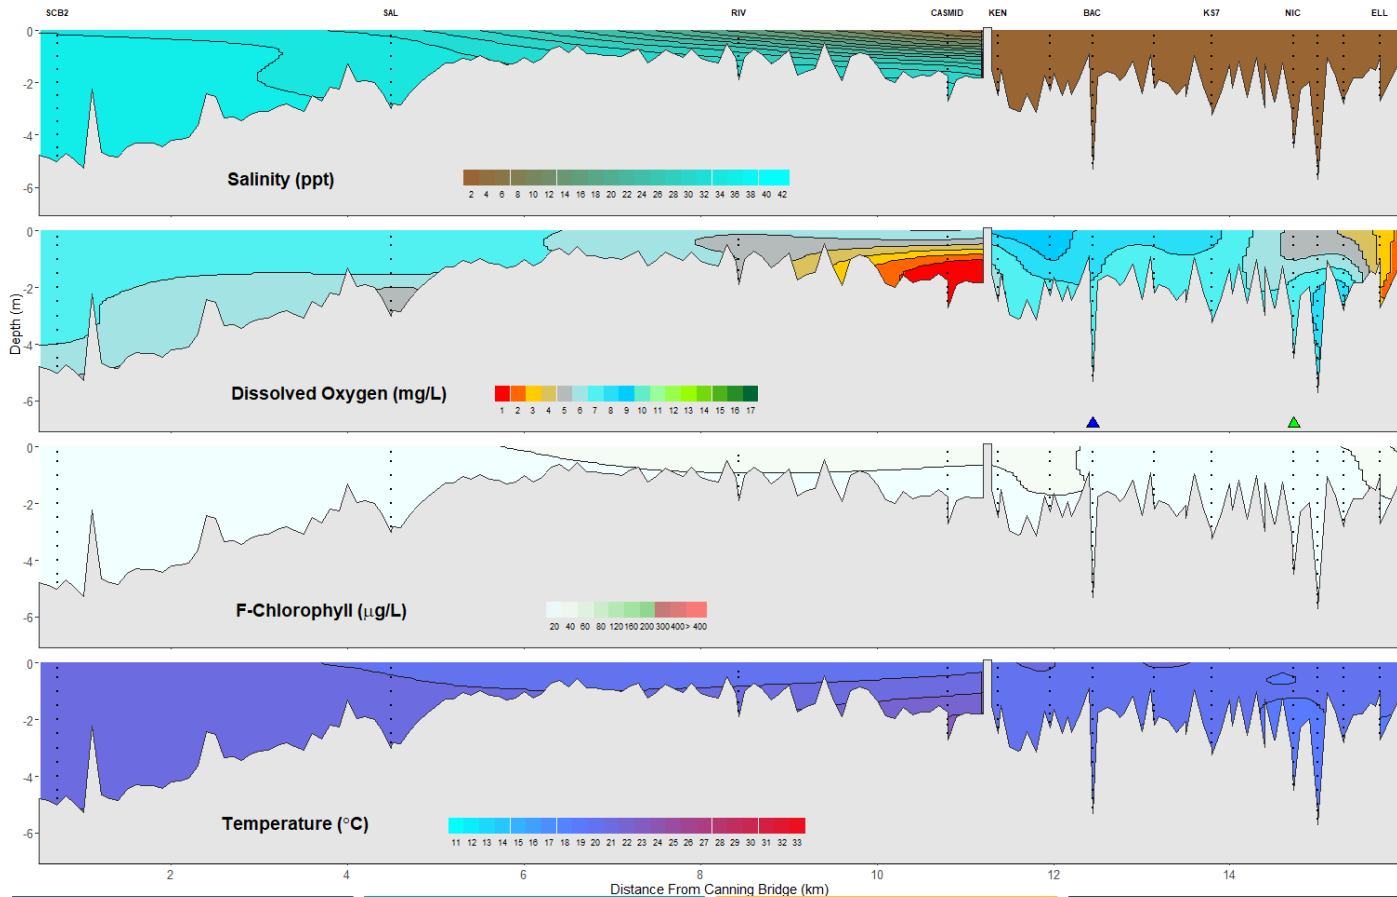 SCB2 SAL RIV CASMID KEN BAC KS7 NIC ELL
0
-2
-4
-6
Salinity (ppt)
2 4 6 8 10 12 14 16 18 20 22 24 26 28 30 32 34 36 38 40 42
0
-2
-4
-6
Depth (m)
Dissolved Oxygen (mg/L)
1 2 3 4 5 6 7 8 9 10 11 12 13 14 15 16 17
0
-2
-4
-6
F-Chlorophyll (µg/L)
20 40 60 80 120 160 200 300 400 > 400
0
-2
-4
-6
Temperature (°C)
11 12 13 14 15 16 17 18 19 20 21 22 23 24 25 26 27 28 29 30 31 32 33
2 4 6 8 10 12 14
Distance From Canning Bridge (km)